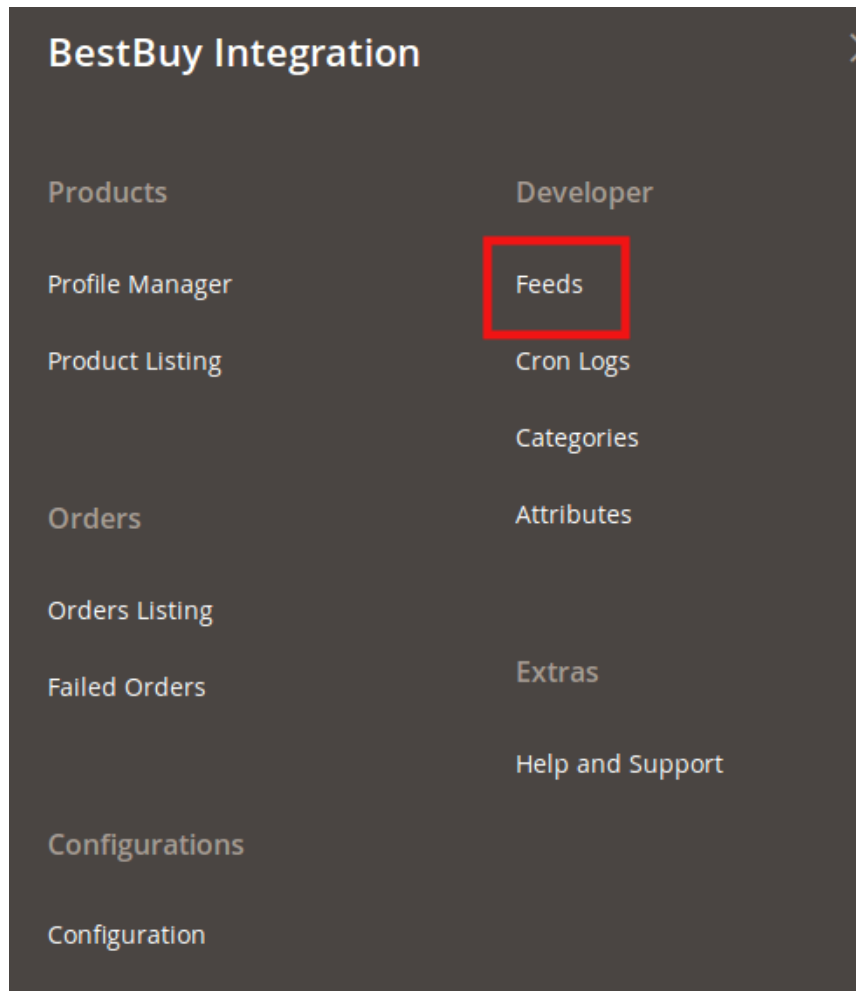 BestBuy Integration
Products
Profile Manager
Product Listing
Orders
Orders Listing
Failed Orders
Configurations
Configuration
Developer
Feeds
Cron Logs
Categories
Attributes
Extras
Help and Support